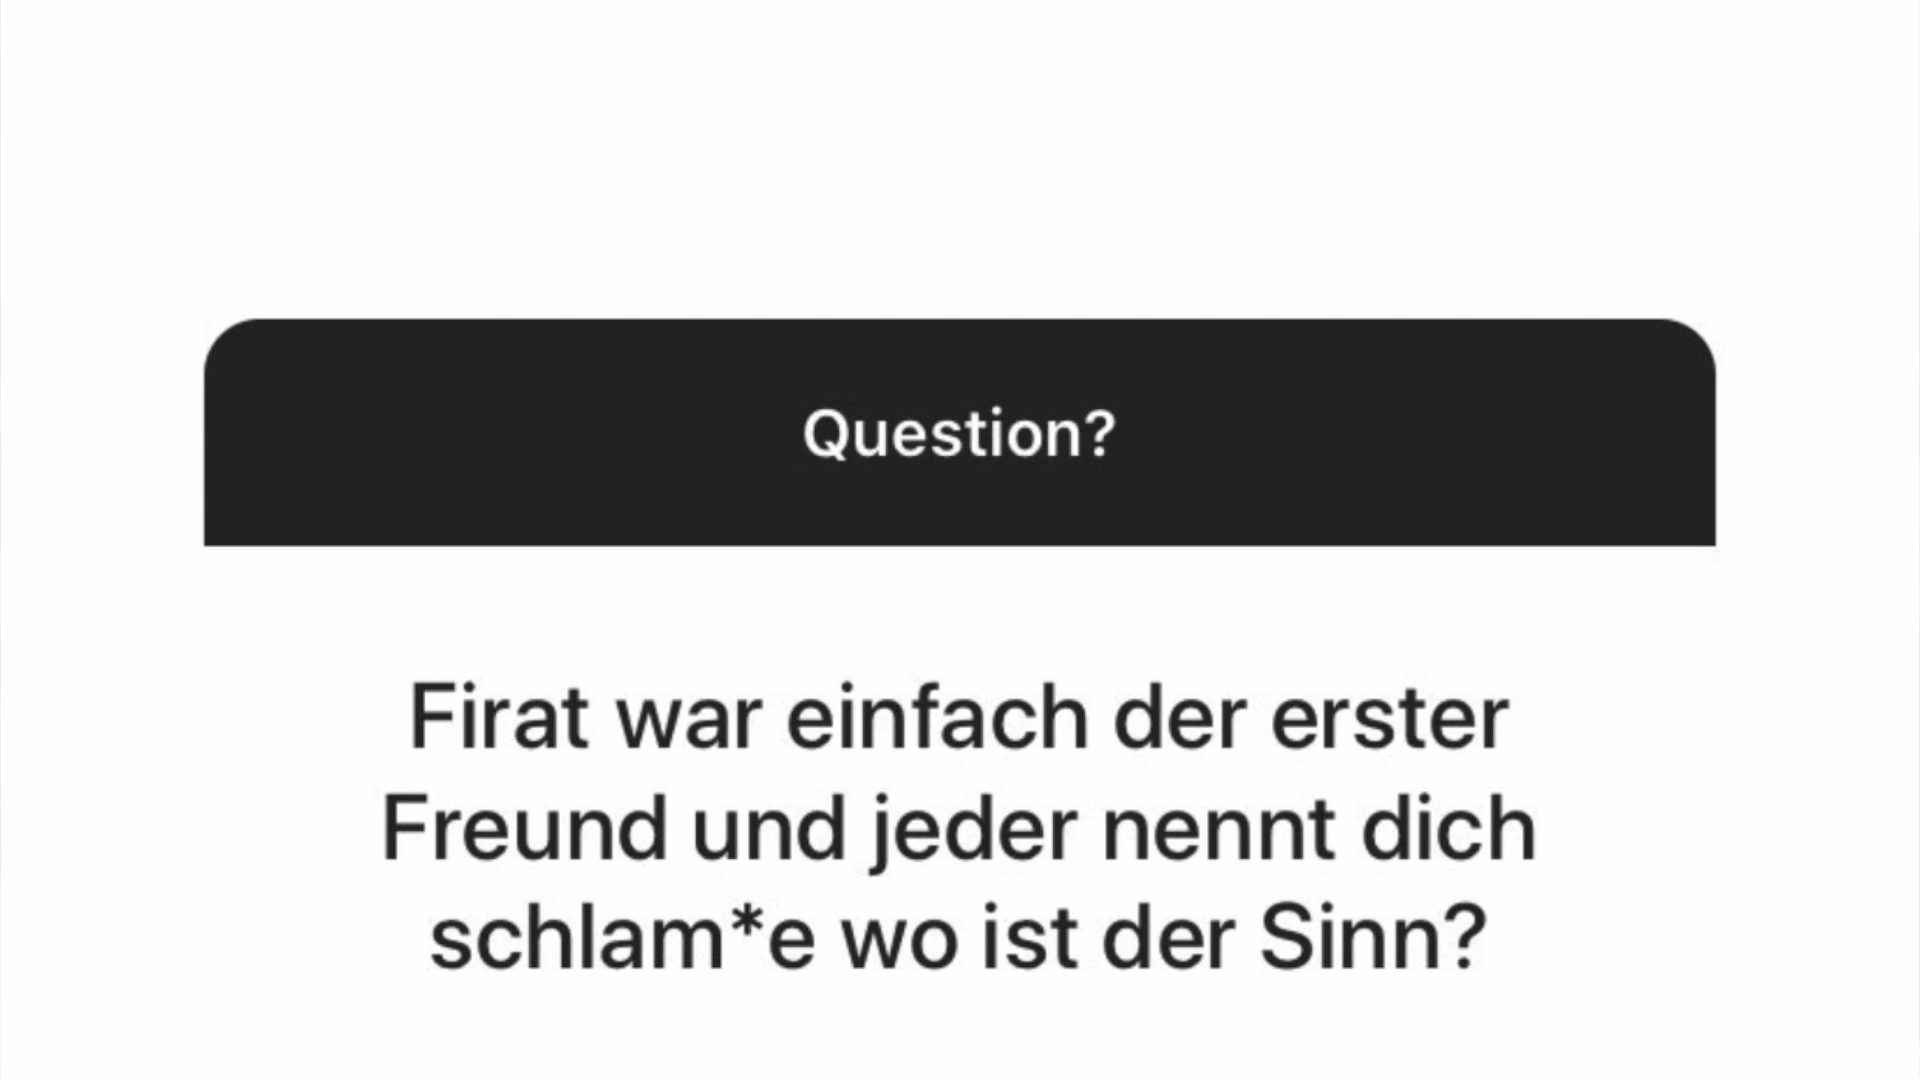 Question?
Firat war einfach der erster
Freund und jeder nennt dich
schlam*e wo ist der Sinn?